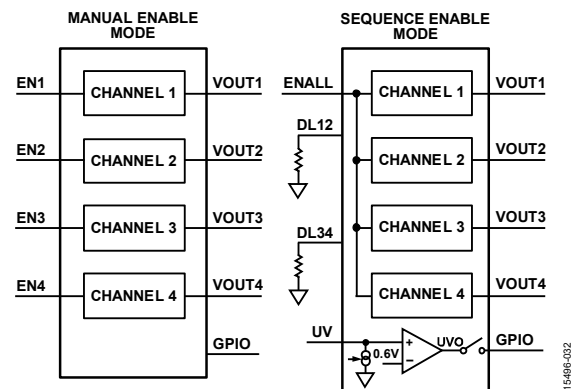 MANUAL ENABLE
MODE
EN1
CHANNEL 1
VOUT1
EN2
CHANNEL 2
VOUT2
EN3
CHANNEL 3
VOUT3
EN4
CHANNEL 4
VOUT4
GPIO
SEQUENCE ENABLE
MODE
ENALL
CHANNEL 1
VOUT1
DL12
CHANNEL 2
VOUT2
DL34
CHANNEL 3
VOUT3
CHANNEL 4
VOUT4
UV
+
UVO
GPIO
0.6V
−
15496-032